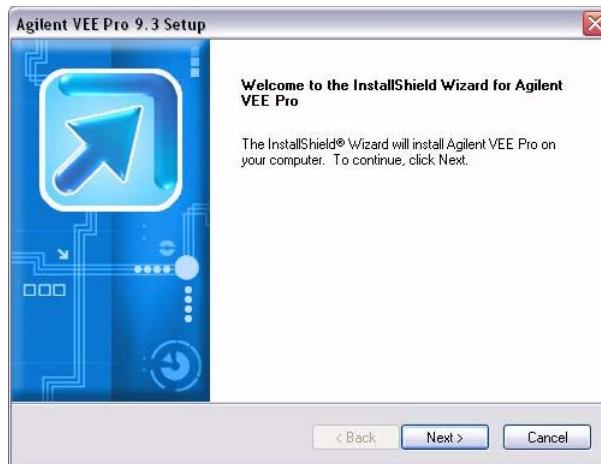 Agilent VEE Pro 9.3 Setup
Welcome to the InstallShield Wizard for Agilent
VEE Pro
The InstallShield® Wizard will install Agilent VEE Pro on
your computer. To continue, click Next.
< Back
Next >
Cancel